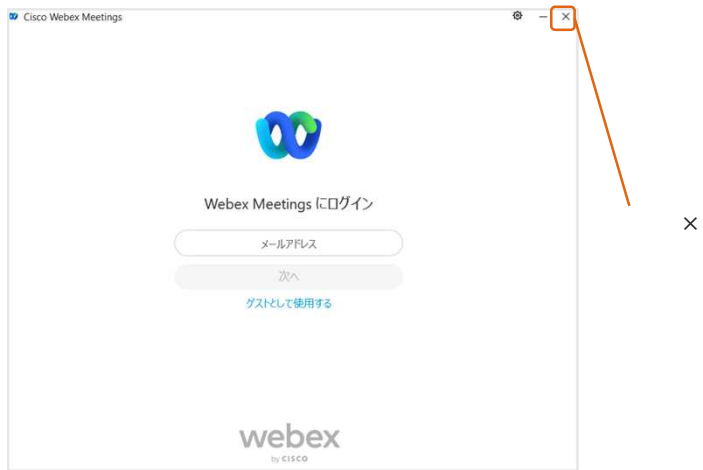 Cisco Webex Meetings
Webex Meetings にログイン
メールアドレス
次へ
ゲストとして使用する
webex
by CISCO